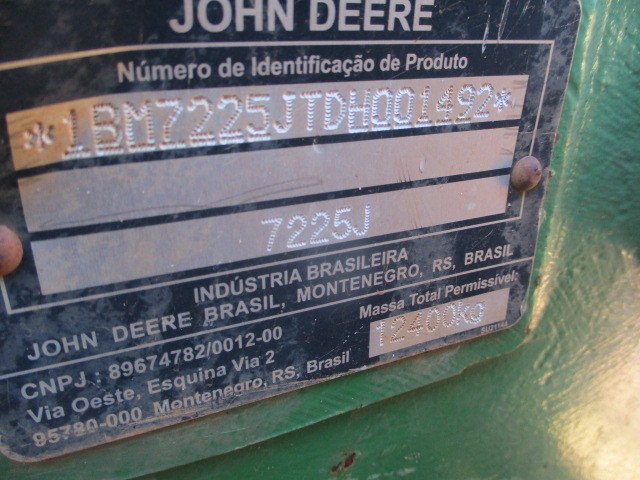 JOHN DEERE
Número de Identificação de Produto
*1BM7225JTDH001492*
7225J
INDÚSTRIA BRASILEIRA
JOHN DEERE BRASIL, MONTENEGRO, RS, BRASIL
CNPJ : 89674782/0012-00
Massa Total Permissível:
12400kg
Via Oeste, Esquina Via 2
95780-000 Montenegro, RS, Brasil